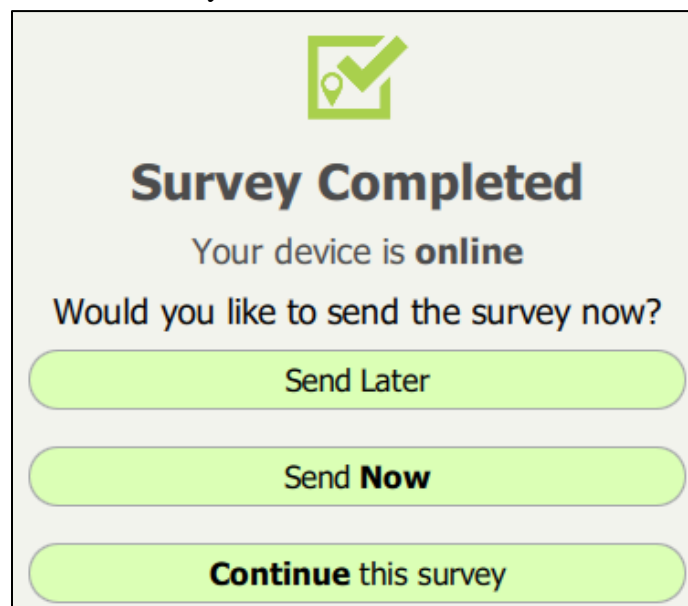 Survey Completed
Your device is online
Would you like to send the survey now?
Send Later
Send Now
Continue this survey